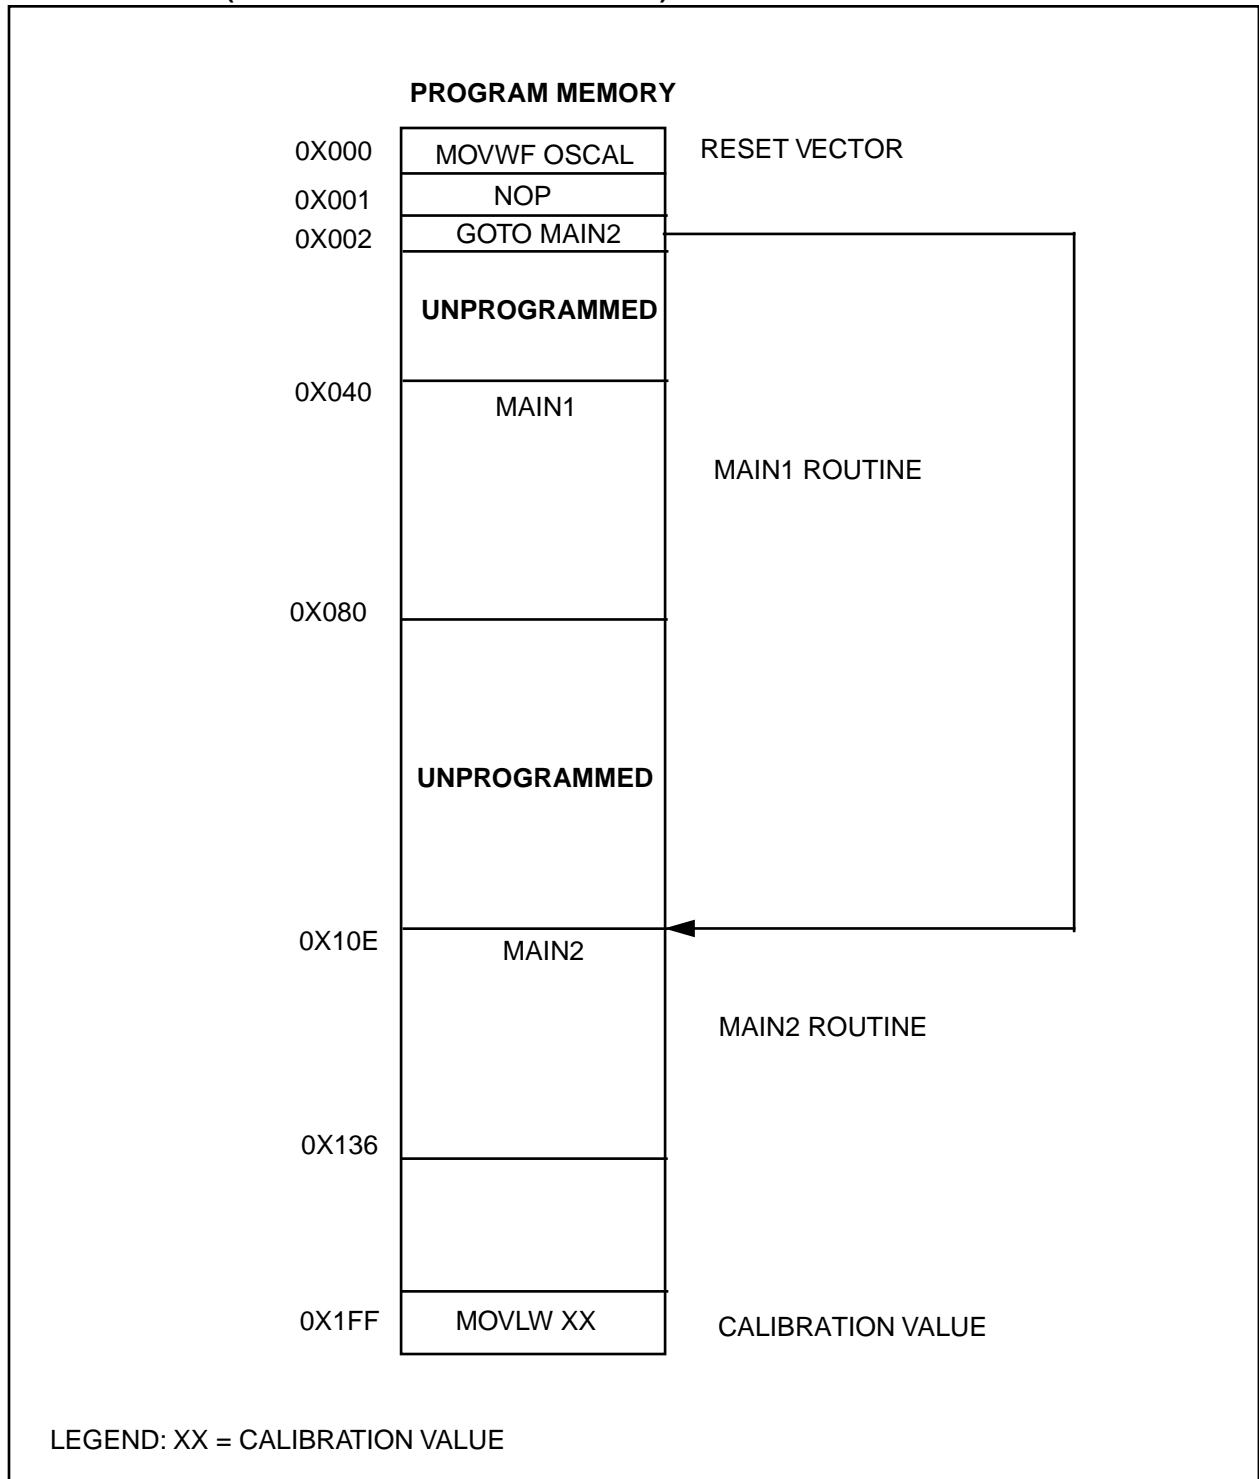 PROGRAM MEMORY
0X000 MOVWF OSCAL RESET VECTOR
0X001 NOP
0X002 GOTO MAIN2
UNPROGRAMMED
0X040 MAIN1
MAIN1 ROUTINE
0X080
UNPROGRAMMED
0X10E MAIN2
MAIN2 ROUTINE
0X136
0X1FF MOVLW XX CALIBRATION VALUE
LEGEND: XX = CALIBRATION VALUE